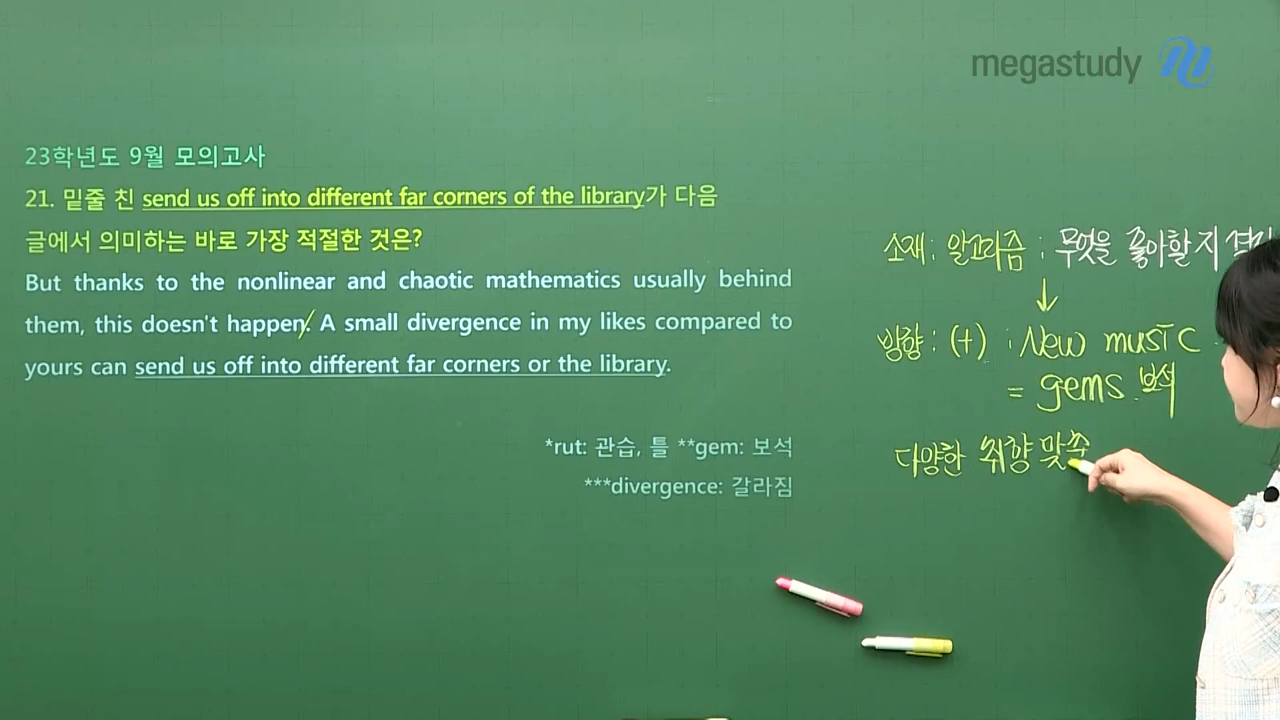 megastudy
23학년도 9월 모의고사
21. 밑줄 친 send us off into different far corners of the library가 다음
글에서 의미하는 바로 가장 적절한 것은?
But thanks to the nonlinear and chaotic mathematics usually behind
them, this doesn't happen. A small divergence in my likes compared to
yours can send us off into different far corners or the library.
*rut: 관습, 틀 **gem: 보석
***divergence: 갈라짐
소재: 알고리즘 : 무엇을 좋아할지
↓
방향: (+) : New music
= gems 보석
다양한 취향 맞추